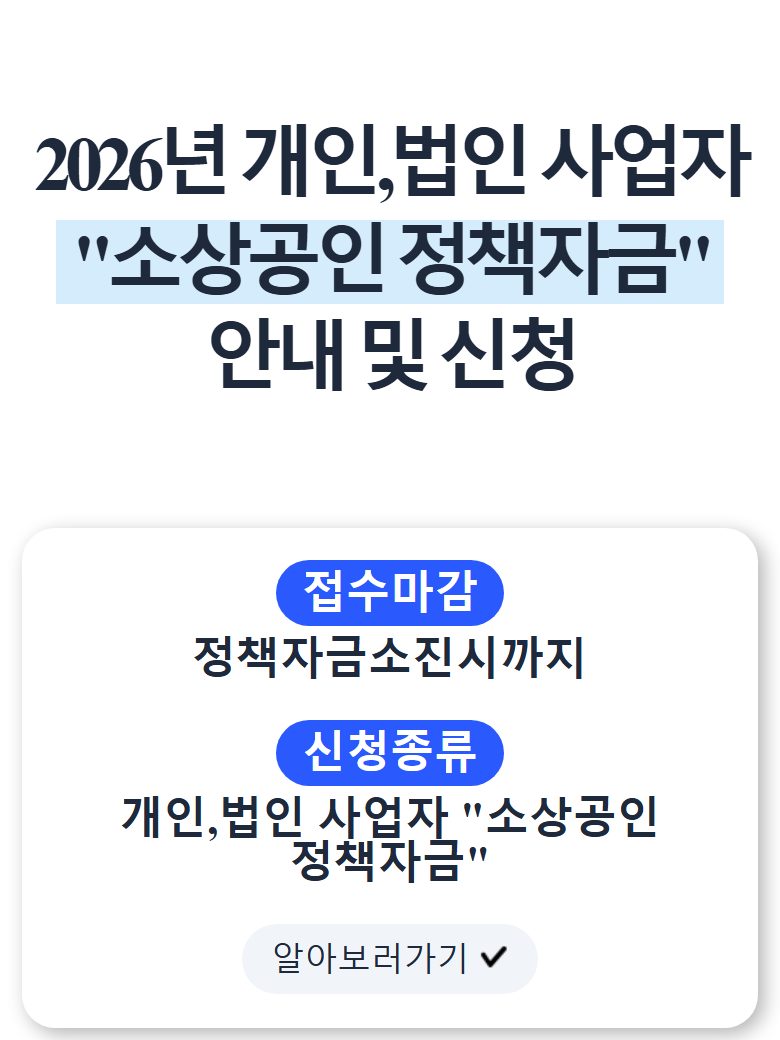 2026년 개인,법인 사업자
"소상공인 정책자금"
안내 및 신청
접수마감
정책자금소진시까지
신청종류
개인,법인 사업자 "소상공인
정책자금"
알아보러가기 ✔